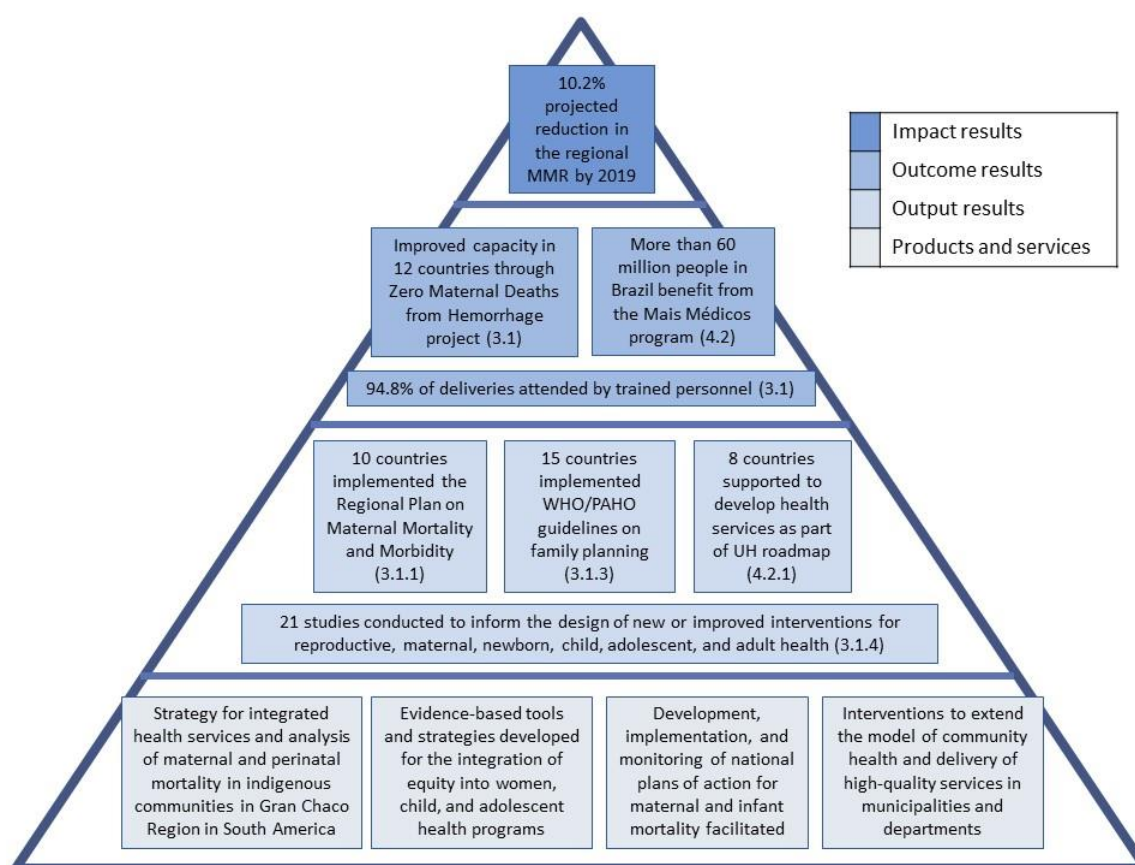 10.2%
projected
reduction in
the regional
MMR by 2019
Impact results
Outcome results
Output results
Products and services
Improved capacity in
12 countries through
Zero Maternal Deaths
from Hemorrhage
project (3.1)
More than 60
million people in
Brazil benefit from
the Mais Médicos
program (4.2)
94.8% of deliveries attended by trained personnel (3.1)
10 countries
implemented the
Regional Plan on
Maternal Mortality
and Morbidity
(3.1.1)
15 countries
implemented
WHO/PAHO
guidelines on
family planning
(3.1.3)
8 countries
supported to
develop health
services as part
of UH roadmap
(4.2.1)
21 studies conducted to inform the design of new or improved interventions for
reproductive, maternal, newborn, child, adolescent, and adult health (3.1.4)
Strategy for integrated
health services and analysis
of maternal and perinatal
mortality in indigenous
communities in Gran Chaco
Region in South America
Evidence-based tools
and strategies developed
for the integration of
equity into women,
child, and adolescent
health programs
Development,
implementation, and
monitoring of national
plans of action for
maternal and infant
mortality facilitated
Interventions to extend
the model of community
health and delivery of
high-quality services in
municipalities and
departments